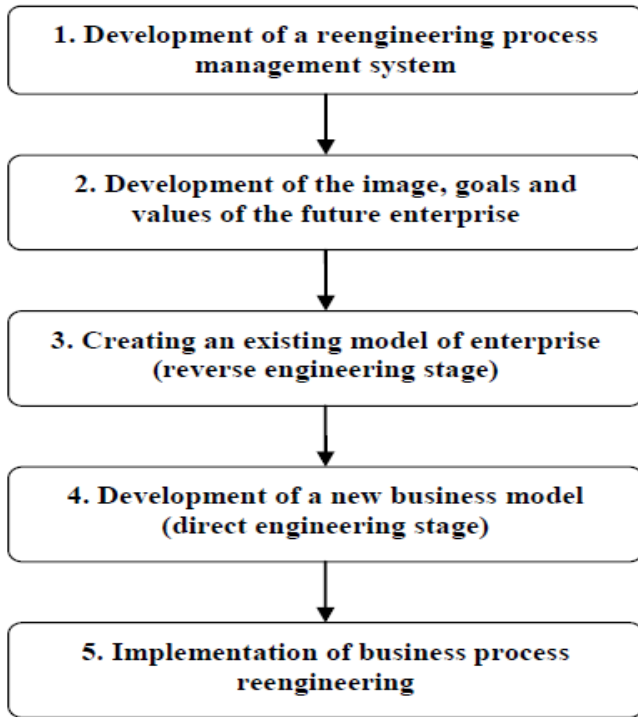 1. Development of a reengineering process
management system
2. Development of the image, goals and
values of the future enterprise
3. Creating an existing model of enterprise
(reverse engineering stage)
4. Development of a new business model
(direct engineering stage)
5. Implementation of business process
reengineering